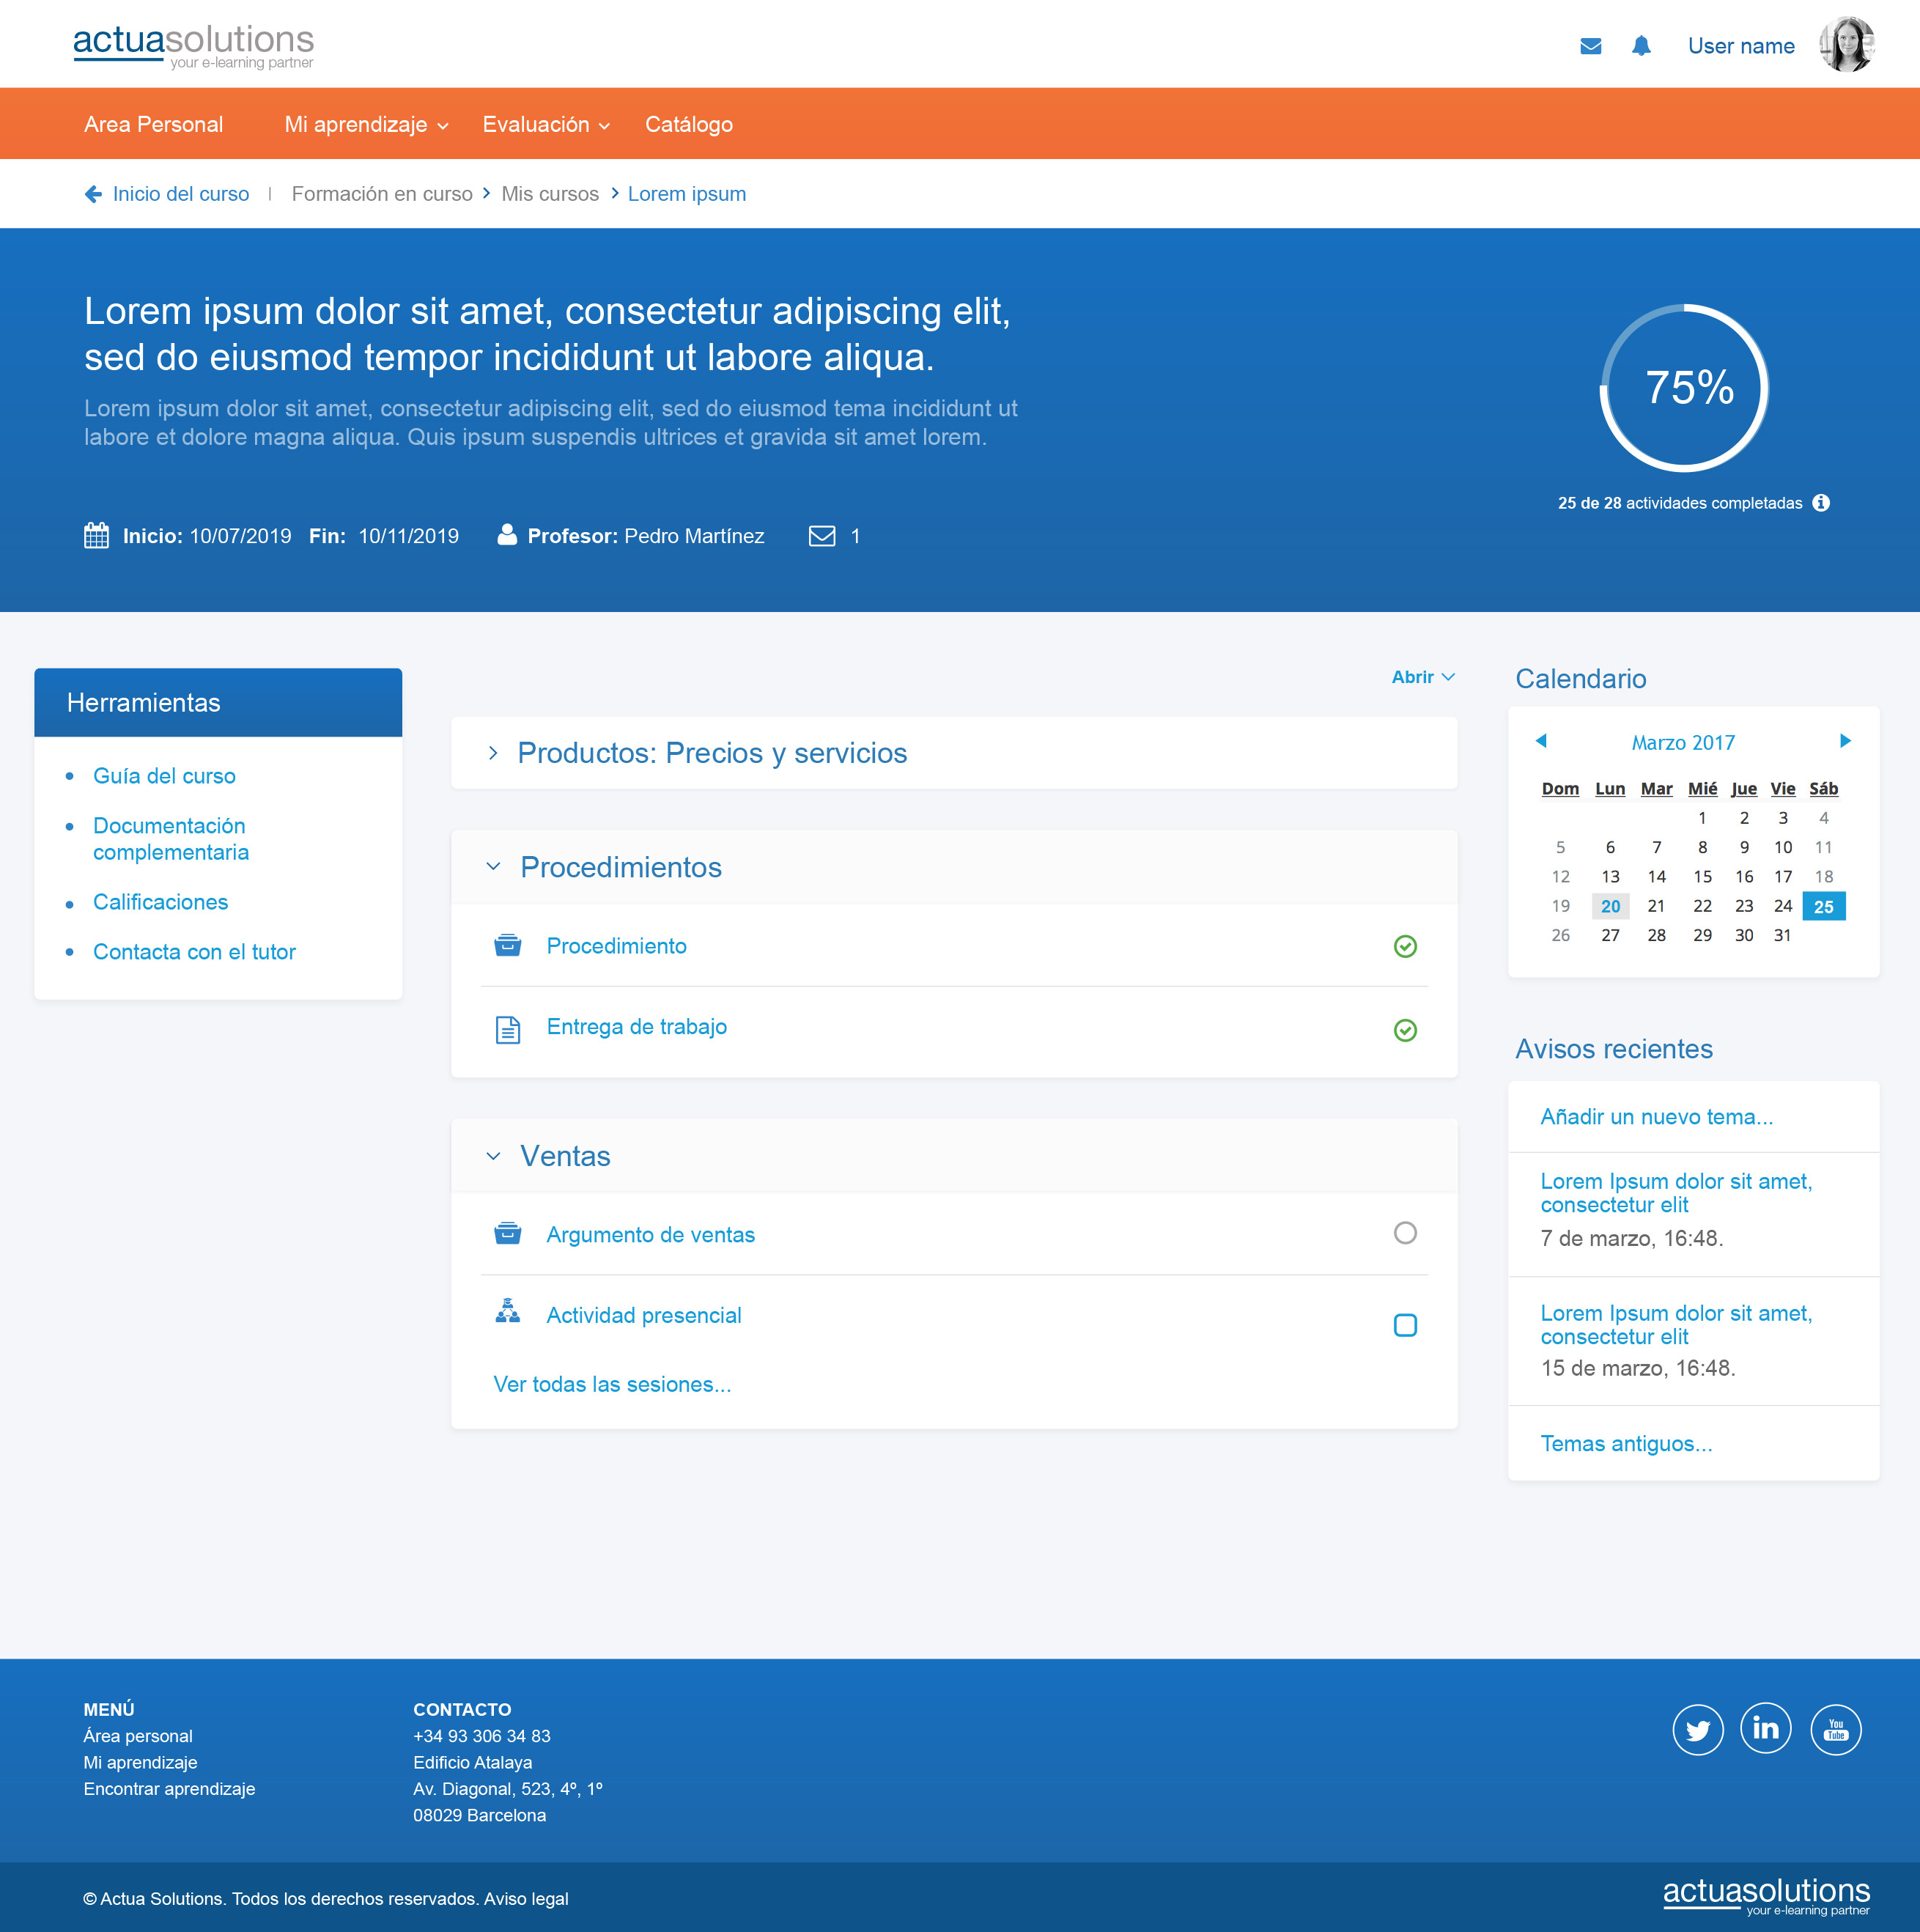 actuasolutions
your e-learning partner
User name
Area Personal Mi aprendizaje Evaluación Catálogo
Inicio del curso | Formación en curso > Mis cursos > Lorem ipsum
Lorem ipsum dolor sit amet, consectetur adipiscing elit,
sed do eiusmod tempor incididunt ut labore aliqua.
Lorem ipsum dolor sit amet, consectetur adipiscing elit, sed do eiusmod tema incididunt ut
labore et dolore magna aliqua. Quis ipsum suspendis ultrices et gravida sit amet lorem.
Inicio: 10/07/2019 Fin: 10/11/2019 Profesor: Pedro Martínez 1
75%
25 de 28 actividades completadas
Herramientas
Guía del curso
Documentación
complementaria
Calificaciones
Contacta con el tutor
Abrir
Productos: Precios y servicios
Procedimientos
Procedimiento
Entrega de trabajo
Ventas
Argumento de ventas
Actividad presencial
Ver todas las sesiones...
Calendario
Marzo 2017
Dom Lun Mar Mié Jue Vie Sáb
1 2 3 4
5 6 7 8 9 10 11
12 13 14 15 16 17 18
19 20 21 22 23 24 25
26 27 28 29 30 31
Avisos recientes
Añadir un nuevo tema...
Lorem Ipsum dolor sit amet,
consectetur elit
7 de marzo, 16:48.
Lorem Ipsum dolor sit amet,
consectetur elit
15 de marzo, 16:48.
Temas antiguos...
MENÚ
Área personal
Mi aprendizaje
Encontrar aprendizaje
CONTACTO
+34 93 306 34 83
Edificio Atalaya
Av. Diagonal, 523, 4º, 1º
08029 Barcelona
in
You
Tube
© Actua Solutions. Todos los derechos reservados. Aviso legal
actuasolutions
your e-learning partner